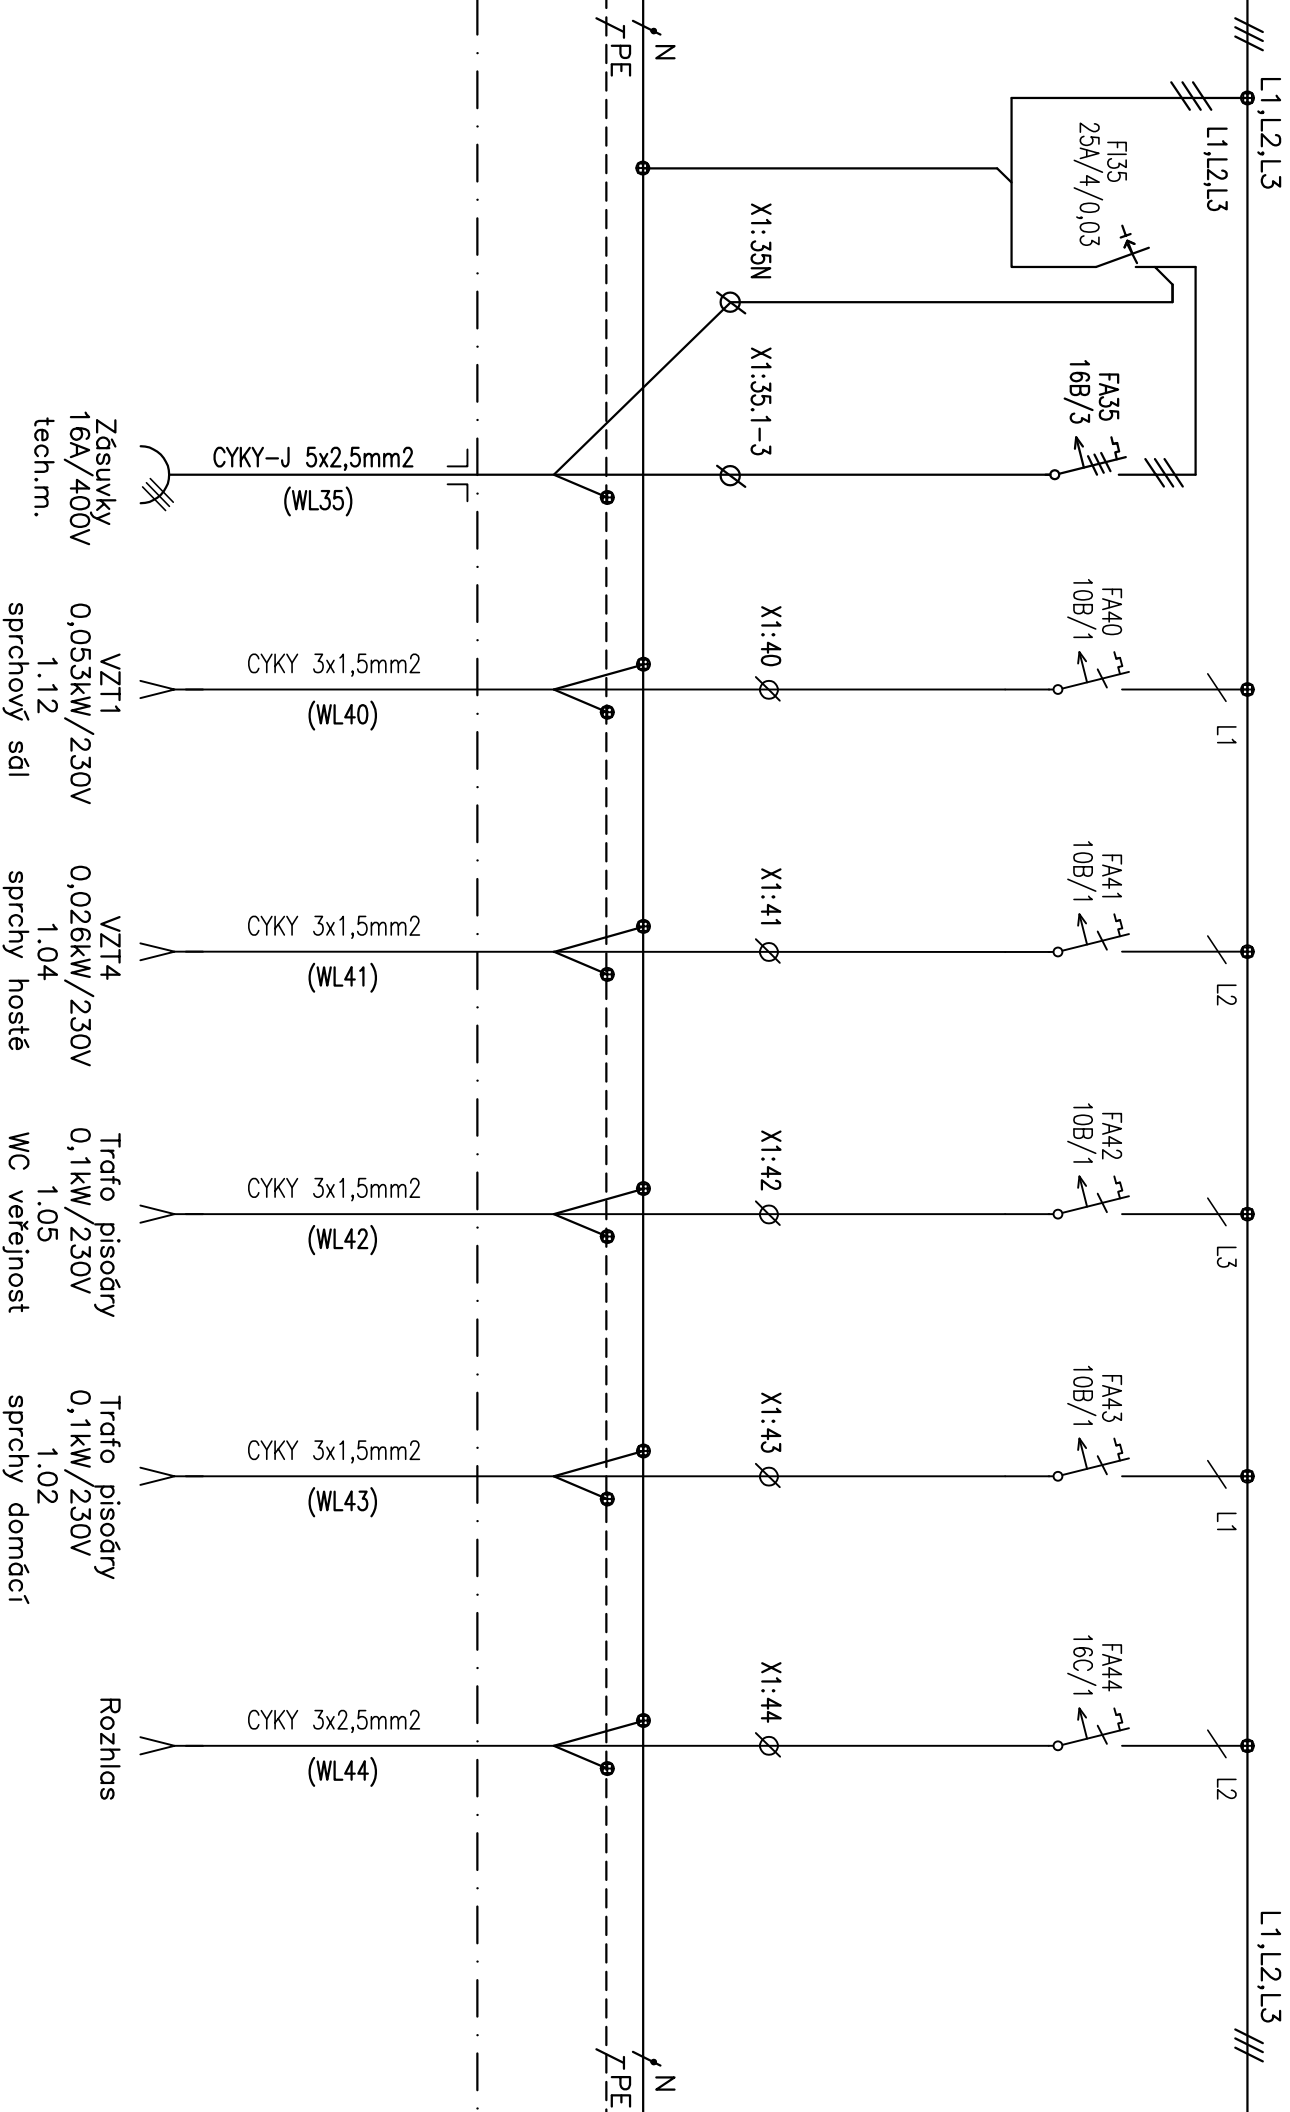 L1,L2,L3
L1,L2,L3
L1,L2,L3
FI35
25A/4/0,03
FA35
16B/3
X1:35N
X1:35.1-3
N
PE
CYKY-J 5x2,5mm2
(WL35)
Zásuvky
16A/400V
tech.m.
L1
FA40
10B/1
X1:40
CYKY 3x1,5mm2
(WL40)
VZT1
0,053kW/230V
1.12
sprchový sál
L2
FA41
10B/1
X1:41
CYKY 3x1,5mm2
(WL41)
VZT4
0,026kW/230V
1.04
sprchy hosté
L3
FA42
10B/1
X1:42
CYKY 3x1,5mm2
(WL42)
Trafo pisoáry
0,1kW/230V
1.05
WC veřejnost
L1
FA43
10B/1
X1:43
CYKY 3x1,5mm2
(WL43)
Trafo pisoáry
0,1kW/230V
1.02
sprchy domácí
L2
FA44
16C/1
X1:44
CYKY 3x2,5mm2
(WL44)
Rozhlas
N
PE